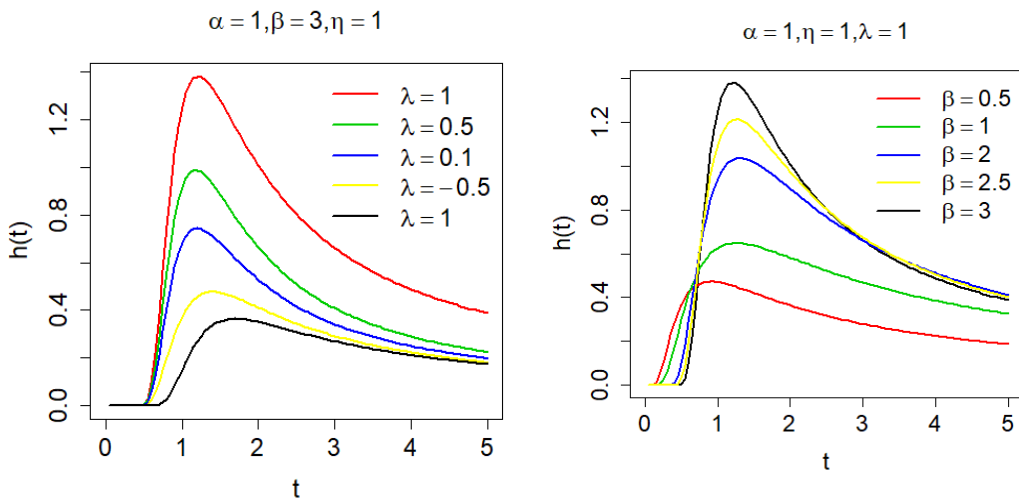 α = 1,β = 3,η = 1
h(t)
1.2
0.8
0.4
0.0
λ = 1
λ = 0.5
λ = 0.1
λ = −0.5
λ = 1
0 1 2 3 4 5
t
α = 1,η = 1,λ = 1
h(t)
1.2
0.8
0.4
0.0
β = 0.5
β = 1
β = 2
β = 2.5
β = 3
0 1 2 3 4 5
t